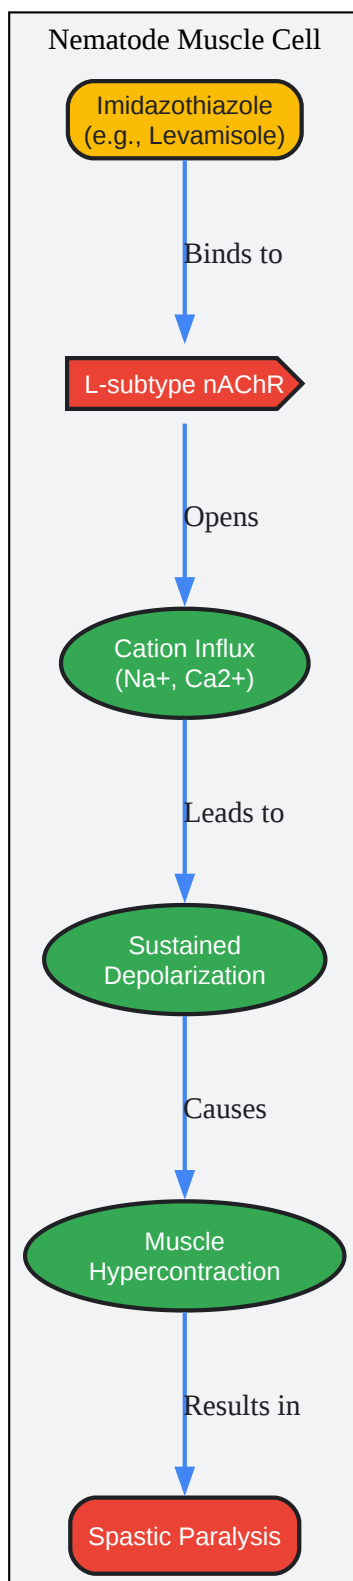 Nematode Muscle Cell
Imidazothiazole
(e.g., Levamisole)
Binds to
L-subtype nAChR
Opens
Cation Influx
(Na+, Ca2+)
Leads to
Sustained
Depolarization
Causes
Muscle
Hypercontraction
Results in
Spastic Paralysis